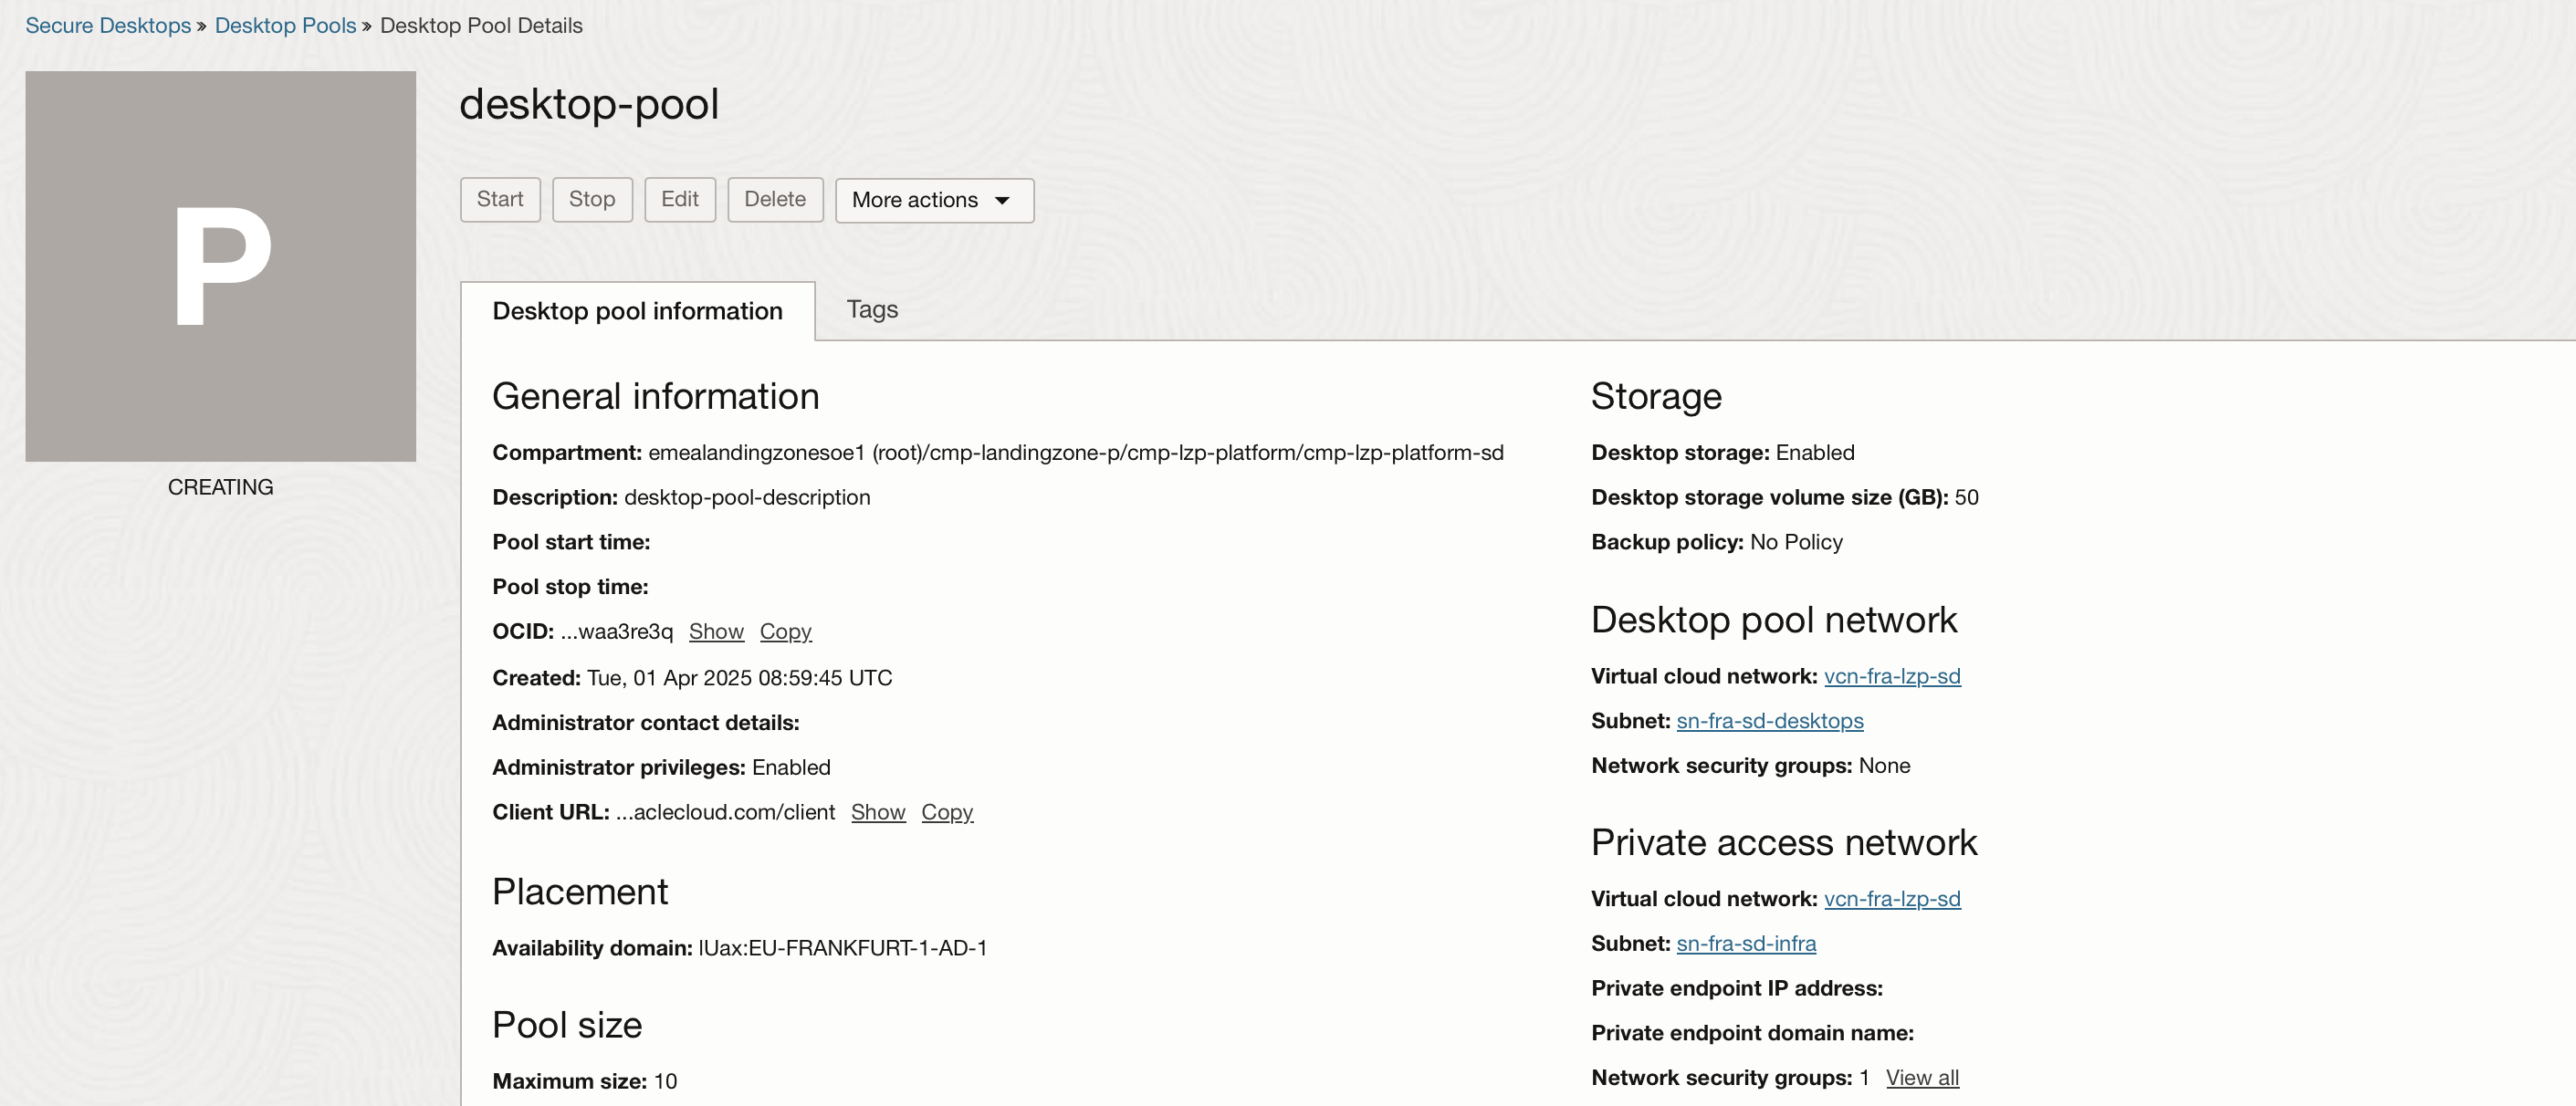 Secure Desktops » Desktop Pools » Desktop Pool Details
P
CREATING
desktop-pool
Start Stop Edit Delete More actions
Desktop pool information Tags
General information
Compartment: emealandingzonesoe1 (root)/cmp-landingzone-p/cmp-lzp-platform/cmp-lzp-platform-sd
Description: desktop-pool-description
Pool start time:
Pool stop time:
OCID: ...waa3re3q Show Copy
Created: Tue, 01 Apr 2025 08:59:45 UTC
Administrator contact details:
Administrator privileges: Enabled
Client URL: ...aclecloud.com/client Show Copy
Placement
Availability domain: IUax:EU-FRANKFURT-1-AD-1
Pool size
Maximum size: 10
Storage
Desktop storage: Enabled
Desktop storage volume size (GB): 50
Backup policy: No Policy
Desktop pool network
Virtual cloud network: vcn-fra-lzp-sd
Subnet: sn-fra-sd-desktops
Network security groups: None
Private access network
Virtual cloud network: vcn-fra-lzp-sd
Subnet: sn-fra-sd-infra
Private endpoint IP address:
Private endpoint domain name:
Network security groups: 1 View all